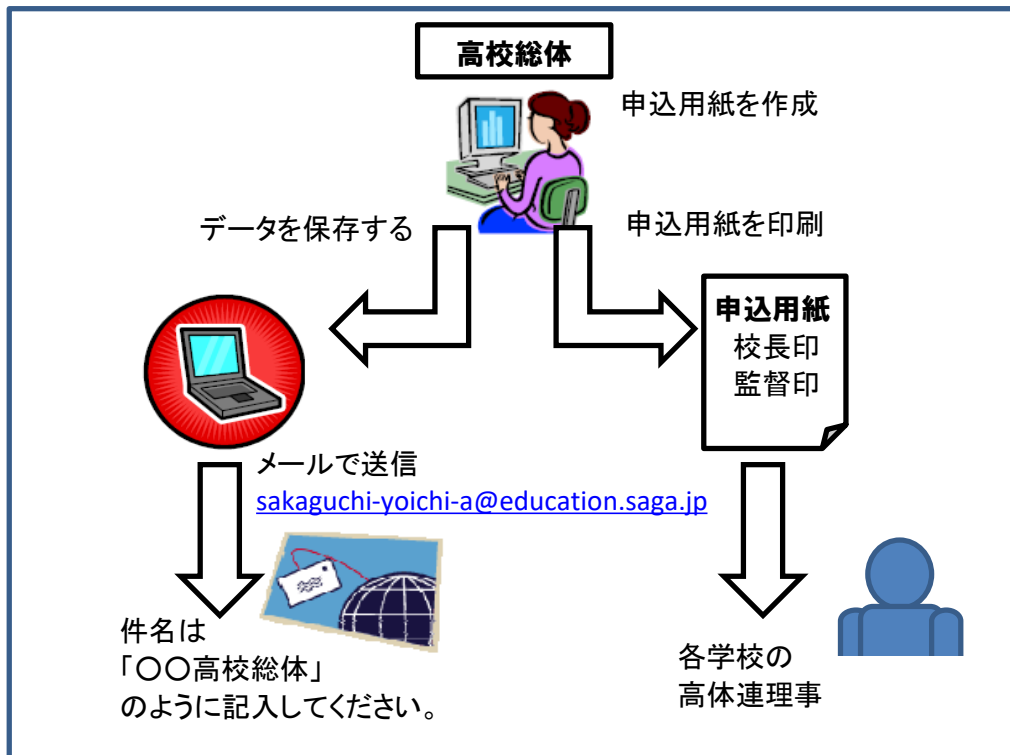 高校総体
申込用紙を作成
データを保存する
申込用紙を印刷
申込用紙
校長印
監督印
メールで送信
sakaguchi-yoichi-a@education.saga.jp
件名は
「〇〇高校総体」
のように記入してください。
各学校の
高体連理事